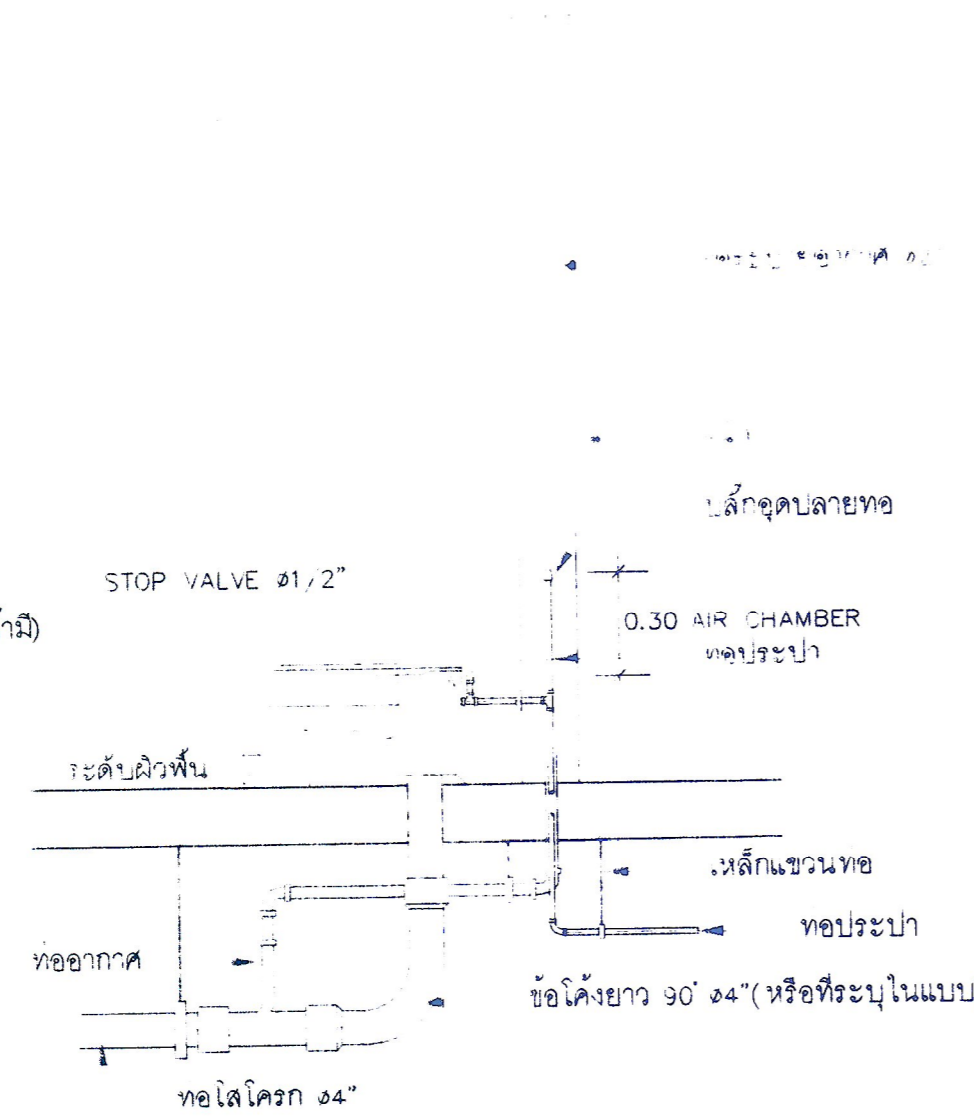 ปลั๊กอุดปลายทอ
STOP VALVE ø1/2"
0.30 AIR CHAMBER
ทอประปา
ระดับผิวพื้น
เหล็กแขวนทอ
ทอประปา
ท่ออากาศ
ข้อโค้งยาว 90° ø4"(หรือที่ระบุในแบบ
ทอโสโครก ø4"